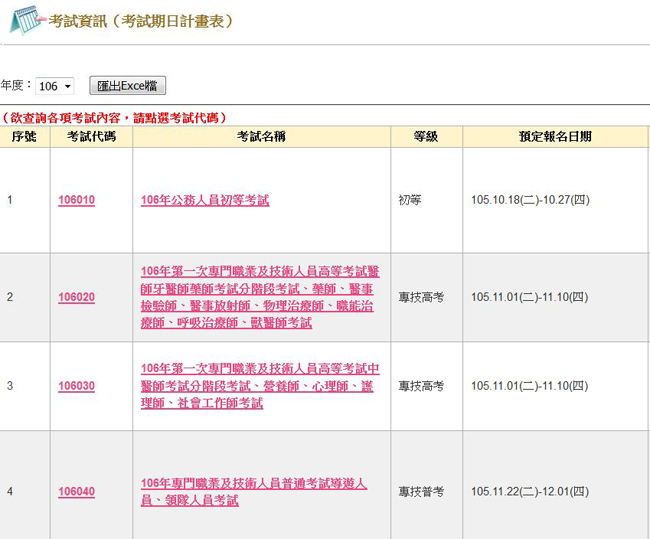 考試資訊（考試期日計畫表）
年度：106 匯出Exce檔
（欲查詢各項考試內容，請點選考試代碼）
序號 考試代碼 考試名稱 等級 預定報名日期
1 106010 106年公務人員初等考試 初等 105.10.18(二)-10.27(四)
106年第一次專門職業及技術人員高等考試醫
師牙醫師藥師考試分階段考試、藥師、醫事
2 106020 檢驗師、醫事放射師、物理治療師、職能治 專技高考 105.11.01(二)-11.10(四)
療師、呼吸治療師、獸醫師考試
106年第一次專門職業及技術人員高等考試中
3 106030 醫師考試分階段考試、營養師、心理師、護 專技高考 105.11.01(二)-11.10(四)
理師、社會工作師考試
106年專門職業及技術人員普通考試導遊人
4 106040 員、領隊人員考試 專技普考 105.11.22(二)-12.01(四)